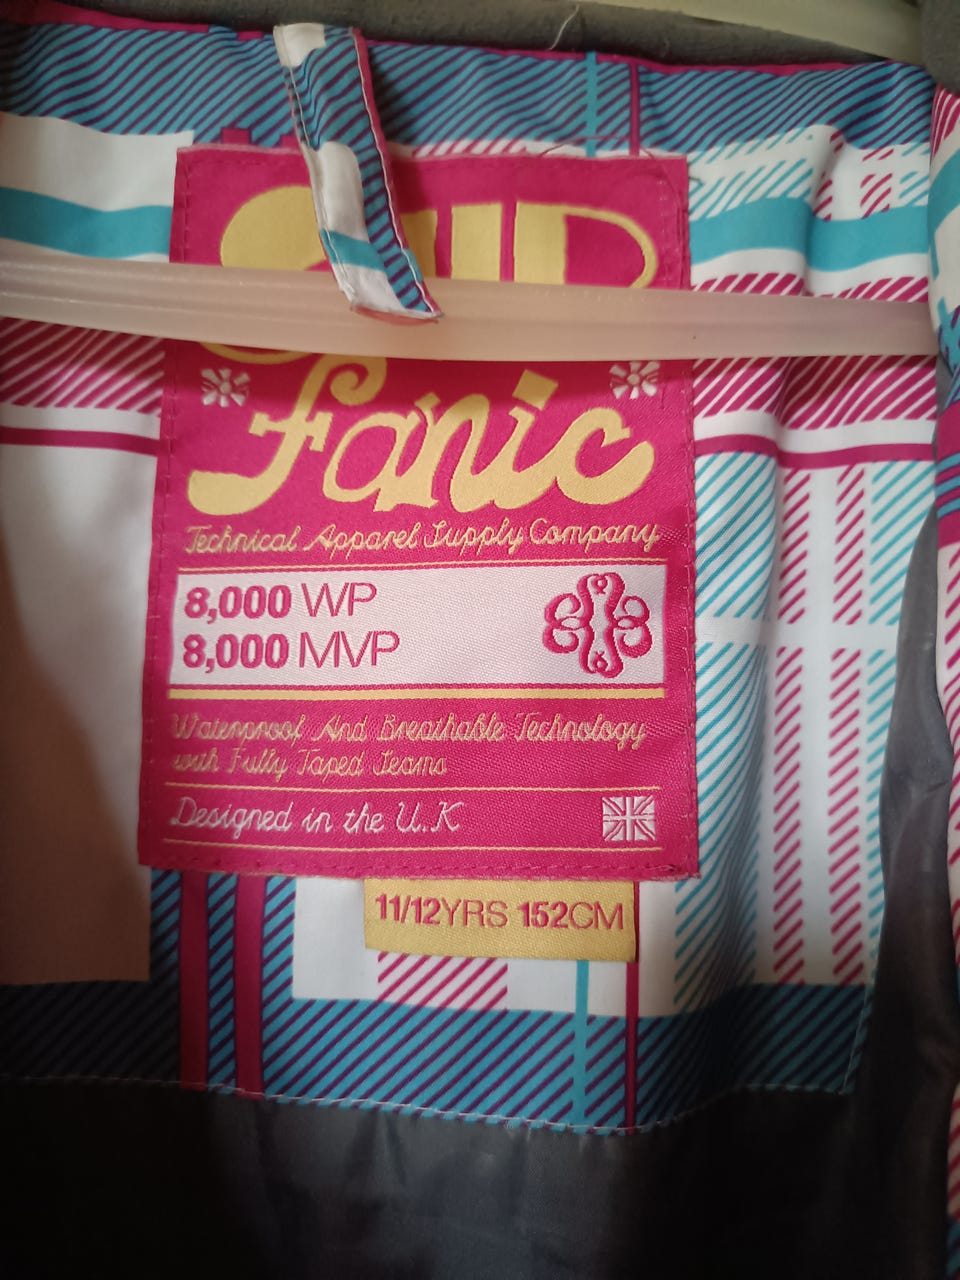 Fanic
Technical Apparel Supply Company
8,000 WP
8,000 MVP
Waterproof And Breathable Technology
with Fully Taped Seams
Designed in the U.K
11/12YRS 152CM